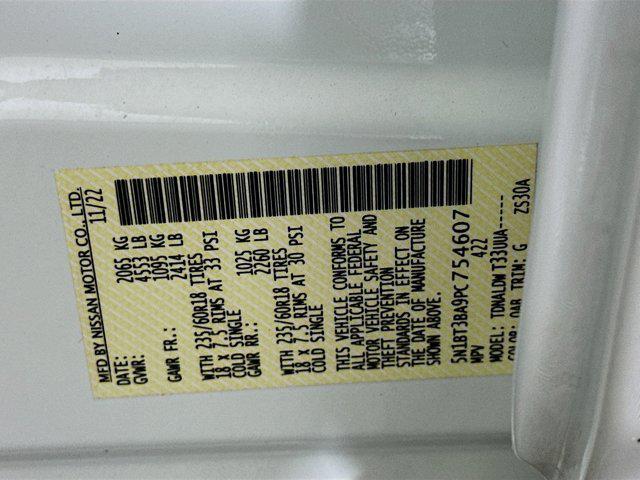 MFD BY NISSAN MOTOR CO., LTD.
DATE: 11/22
GVWR: 2065 KG
4553 LB
GAWR FR.: 1095 KG
2414 LB
WITH 235/60R18 TIRES
18 x 7.5 RIMS AT 33 PSI
COLD SINGLE
GAWR RR.: 1025 KG
2260 LB
WITH 235/60R18 TIRES
18 x 7.5 RIMS AT 30 PSI
COLD SINGLE
THIS VEHICLE CONFORMS TO
ALL APPLICABLE FEDERAL
MOTOR VEHICLE SAFETY AND
THEFT PREVENTION
STANDARDS IN EFFECT ON
THE DATE OF MANUFACTURE
SHOWN ABOVE.
5N1BT3BA9PC754607
MPV 422
MODEL: TDNALDW T33UUA-----
COLOR: QAB TRIM: G ZS30A